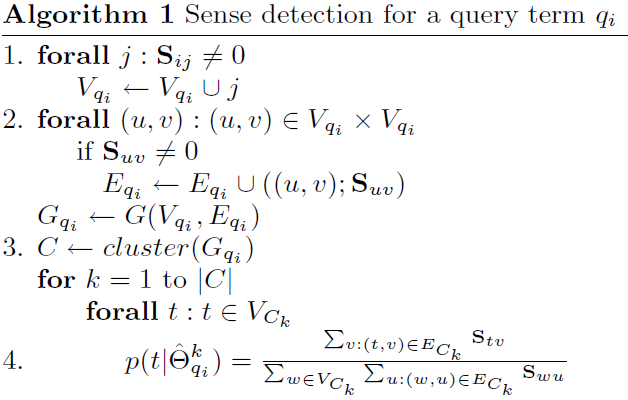 Algorithm 1 Sense detection for a query term $q_i$
1. forall $j : \mathbf{S}_{ij} \neq 0$
$V_{q_i} \leftarrow V_{q_i} \cup j$
2. forall $(u, v) : (u, v) \in V_{q_i} \times V_{q_i}$
if $\mathbf{S}_{uv} \neq 0$
$E_{q_i} \leftarrow E_{q_i} \cup ((u, v); \mathbf{S}_{uv})$
$G_{q_i} \leftarrow G(V_{q_i}, E_{q_i})$
3. $C \leftarrow cluster(G_{q_i})$
for $k = 1$ to $|C|$
forall $t : t \in V_{C_k}$
4. $p(t|\hat{\Theta}^k_{q_i}) = \frac{\sum_{v:(t,v) \in E_{C_k}} \mathbf{S}_{tv}}{\sum_{w \in V_{C_k}} \sum_{u:(w,u) \in E_{C_k}} \mathbf{S}_{wu}}$